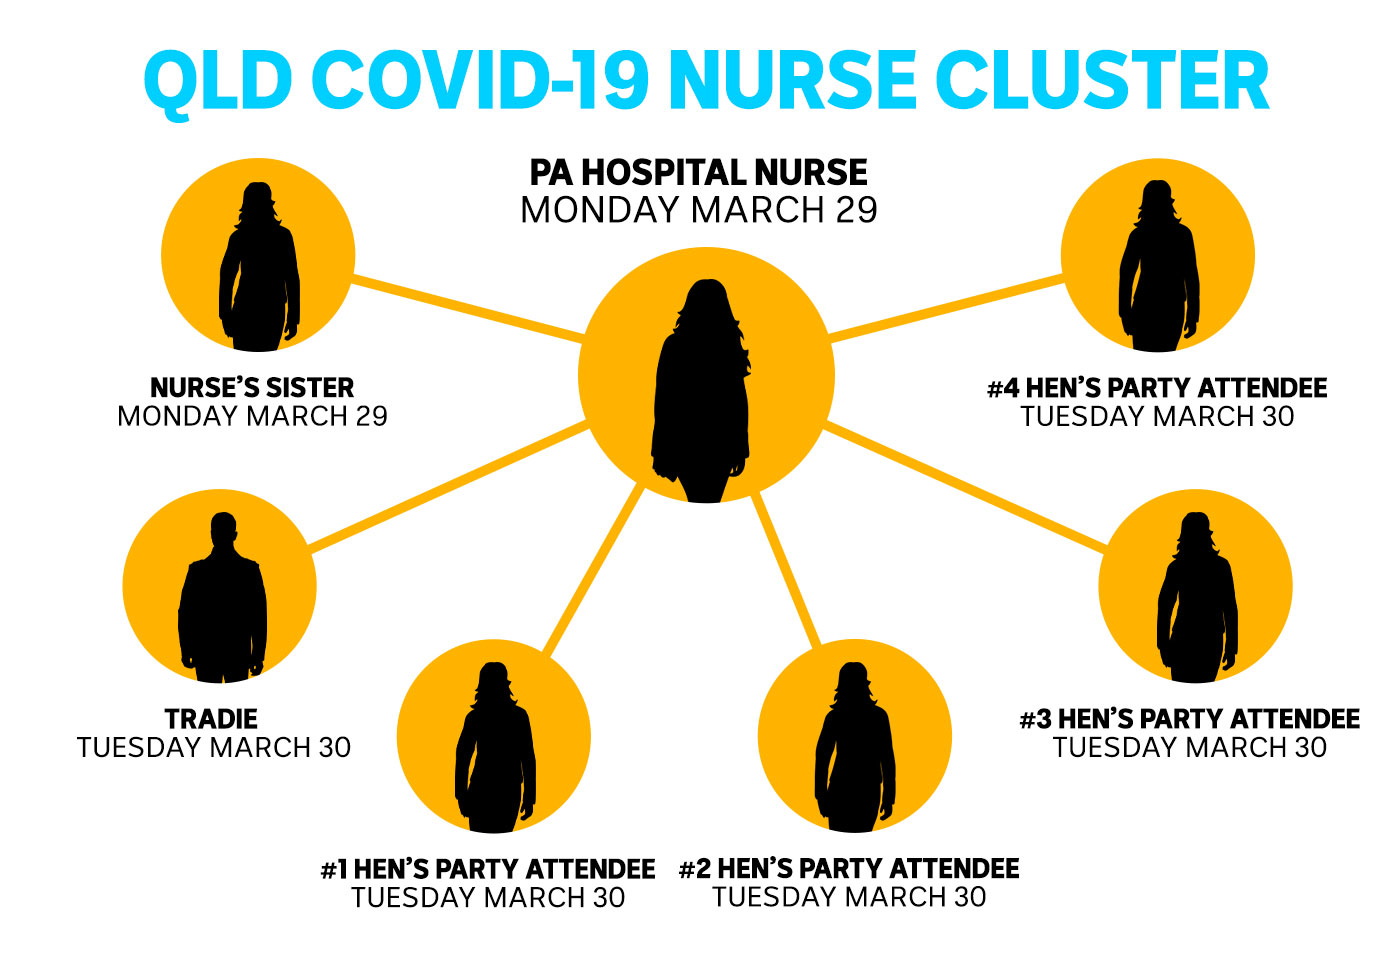 QLD COVID-19 NURSE CLUSTER
PA HOSPITAL NURSE
MONDAY MARCH 29
NURSE'S SISTER
MONDAY MARCH 29
#4 HEN'S PARTY ATTENDEE
TUESDAY MARCH 30
TRADIE
TUESDAY MARCH 30
#3 HEN'S PARTY ATTENDEE
TUESDAY MARCH 30
#1 HEN'S PARTY ATTENDEE
TUESDAY MARCH 30
#2 HEN'S PARTY ATTENDEE
TUESDAY MARCH 30